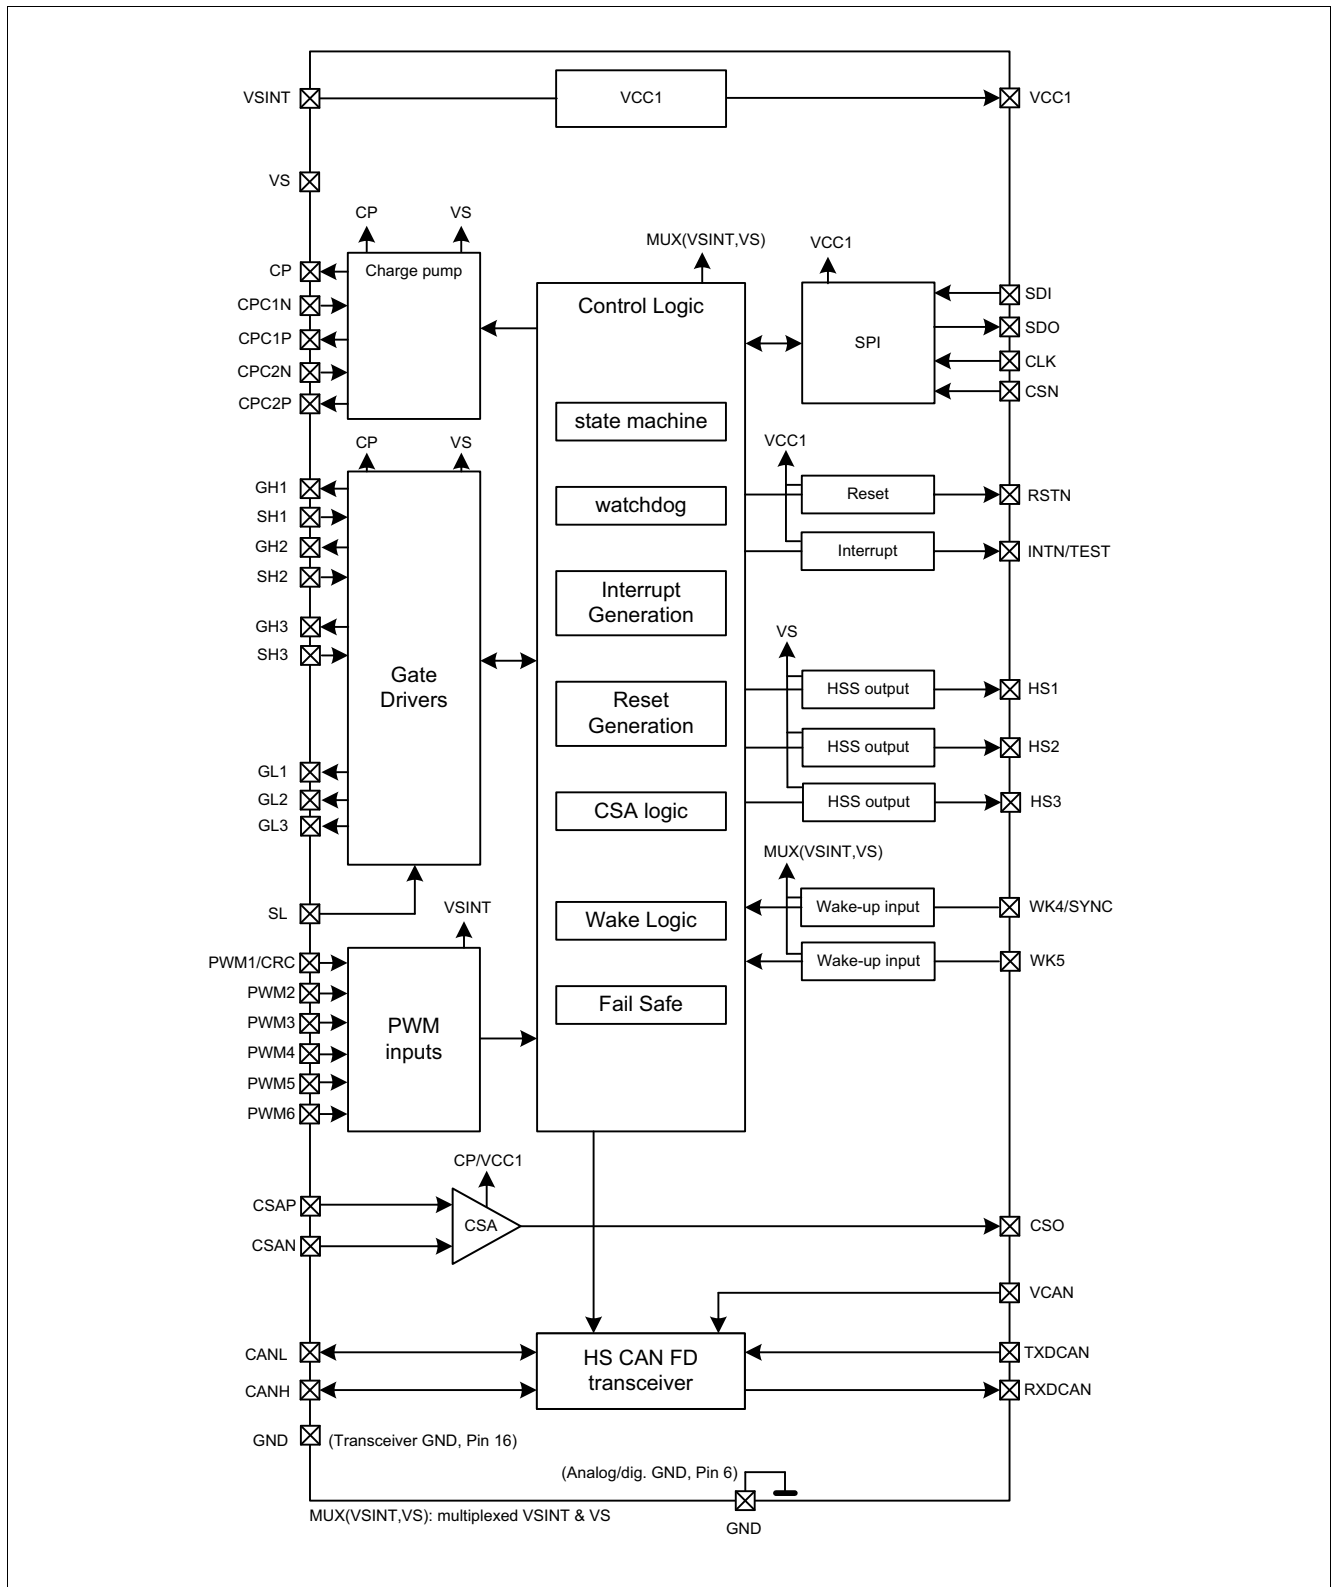 VSINT
VCC1
VCC1
VS
CP
VS
MUX(VSINT,VS)
VCC1
CP
Charge pump
CPC1N
CPC1P
CPC2N
CPC2P
Control Logic
SPI
SDI
SDO
CLK
CSN
state machine
CP
VS
VCC1
GH1
SH1
GH2
SH2
GH3
SH3
Gate
Drivers
GL1
GL2
GL3
SL
watchdog
Reset
RSTN
Interrupt
INTN/TEST
Interrupt
Generation
VS
Reset
Generation
HSS output
HS1
HSS output
HS2
HSS output
HS3
CSA logic
MUX(VSINT,VS)
Wake Logic
Wake-up input
WK4/SYNC
Wake-up input
WK5
Fail Safe
VSINT
PWM1/CRC
PWM2
PWM3
PWM4
PWM5
PWM6
PWM
inputs
CP/VCC1
CSAP
CSAN
CSA
CSO
VCAN
CANL
CANH
HS CAN FD
transceiver
TXDCAN
RXDCAN
GND
(Transceiver GND, Pin 16)
(Analog/dig. GND, Pin 6)
MUX(VSINT,VS): multiplexed VSINT & VS
GND